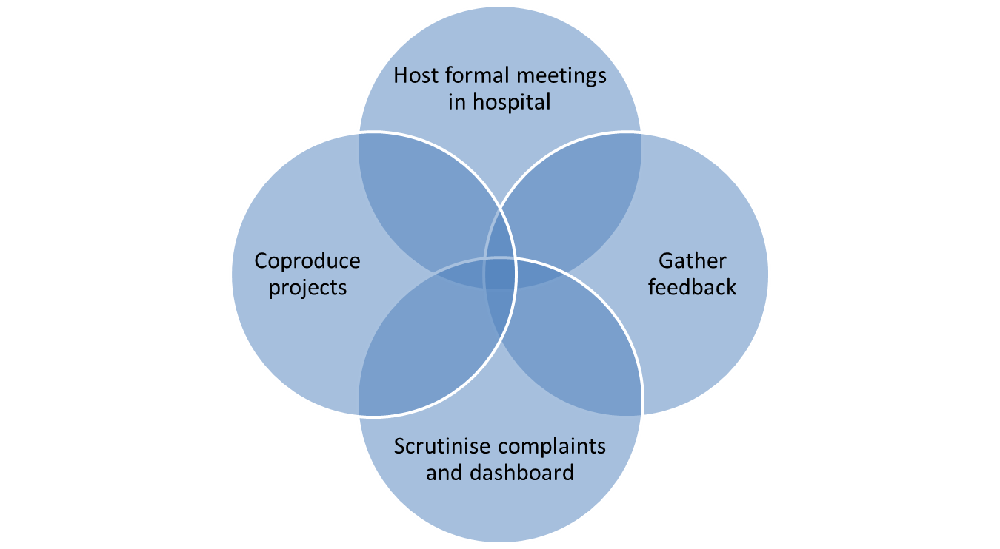 Host formal meetings
in hospital
Coproduce
projects
Gather
feedback
Scrutinise complaints
and dashboard